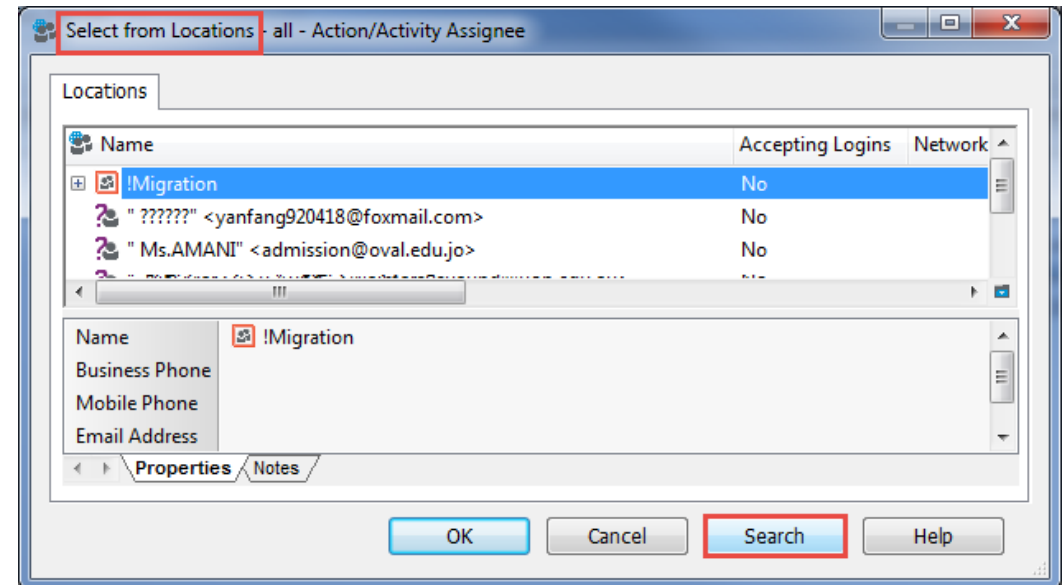 Select from Locations - all - Action/Activity Assignee
Locations
Name Accepting Logins Network
!Migration No
" ??????" <yanfang920418@foxmail.com> No
" Ms.AMANI" <admission@oval.edu.jo> No
Name !Migration
Business Phone
Mobile Phone
Email Address
Properties Notes
OK Cancel Search Help